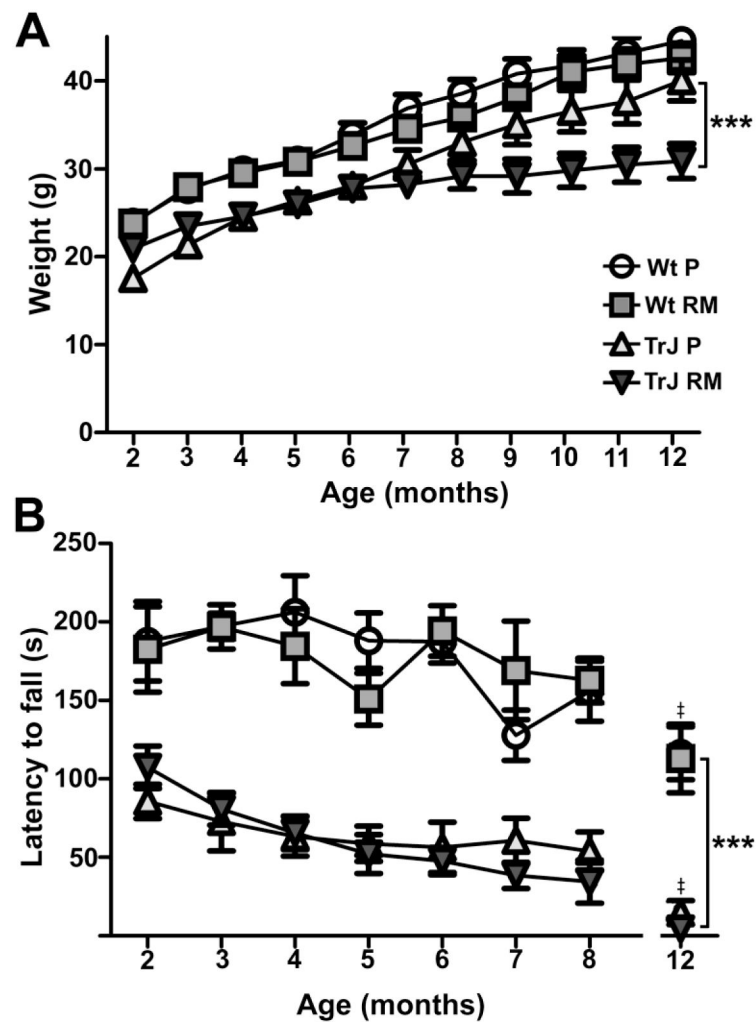 A
Weight (g)
40
30
20
10
0
***
Wt P
Wt RM
TrJ P
TrJ RM
2 3 4 5 6 7 8 9 10 11 12
Age (months)
B
Latency to fall (s)
250
200
150
100
50
‡
‡
***
2 3 4 5 6 7 8 12
Age (months)